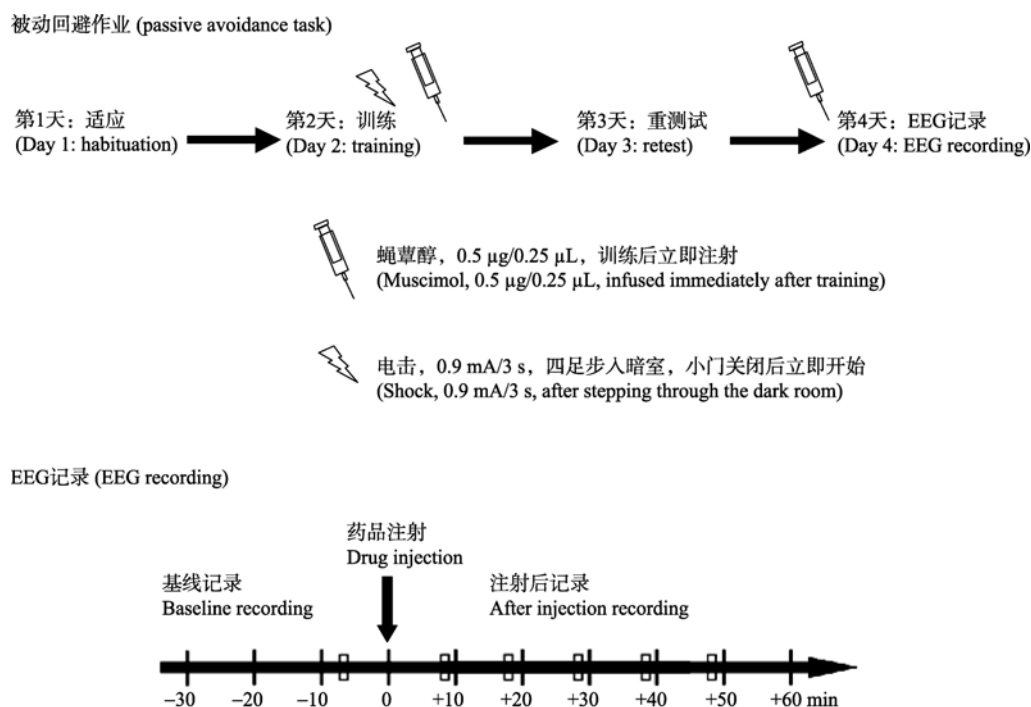 被动回避作业 (passive avoidance task)
第1天：适应
(Day 1: habituation)
第2天：训练
(Day 2: training)
第3天：重测试
(Day 3: retest)
第4天：EEG记录
(Day 4: EEG recording)
蝇蕈醇，0.5 μg/0.25 μL，训练后立即注射
(Muscimol, 0.5 μg/0.25 μL, infused immediately after training)
电击，0.9 mA/3 s，四足步入暗室，小门关闭后立即开始
(Shock, 0.9 mA/3 s, after stepping through the dark room)
EEG记录 (EEG recording)
药品注射
Drug injection
基线记录
Baseline recording
注射后记录
After injection recording
–30 –20 –10 0 +10 +20 +30 +40 +50 +60 min